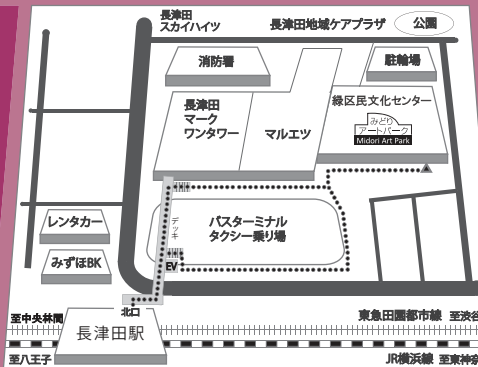 長津田
スカイハイツ
長津田地域ケアプラザ
公園
消防署
駐輪場
長津田
マーク
ワンタワー
マルエツ
緑区民文化センター
みどり
アートパーク
Midori Art Park
デッキ
バスターミナル
タクシー乗り場
レンタカー
みずほBK
EV
北口
至中央林間
長津田駅
東急田園都市線 至渋谷
至八王子
JR横浜線 至東神奈